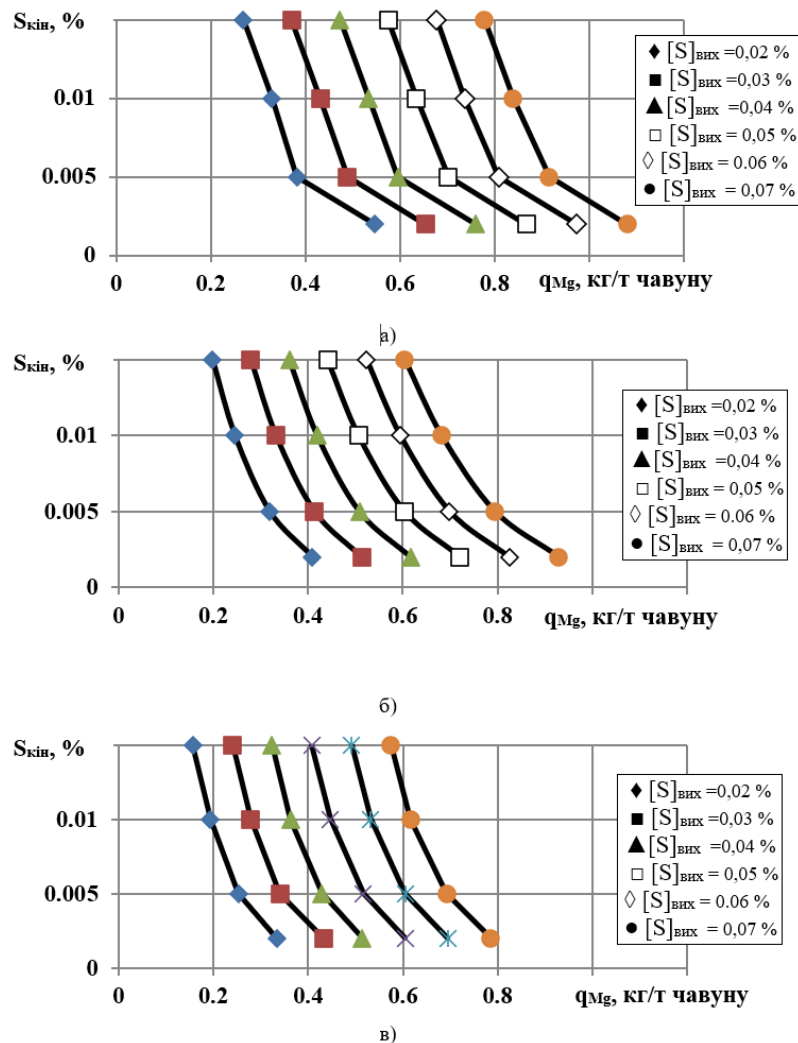 S кін, %
[S]вих =0,02 %
[S]вих =0,03 %
[S]вих =0,04 %
[S]вих =0,05 %
[S]вих = 0.06 %
[S]вих = 0,07 %
0.01
0.005
0
0 0.2 0.4 0.6 0.8
qMg, кг/т чавуну
а)
S кін, %
[S]вих =0,02 %
[S]вих =0,03 %
[S]вих =0,04 %
[S]вих =0,05 %
[S]вих = 0.06 %
[S]вих = 0,07 %
0.01
0.005
0
0 0.2 0.4 0.6 0.8
qMg, кг/т чавуну
б)
S кін, %
[S]вих =0,02 %
[S]вих =0,03 %
[S]вих =0,04 %
[S]вих =0,05 %
[S]вих = 0.06 %
[S]вих = 0,07 %
0.01
0.005
0
0 0.2 0.4 0.6 0.8
qMg, кг/т чавуну
в)